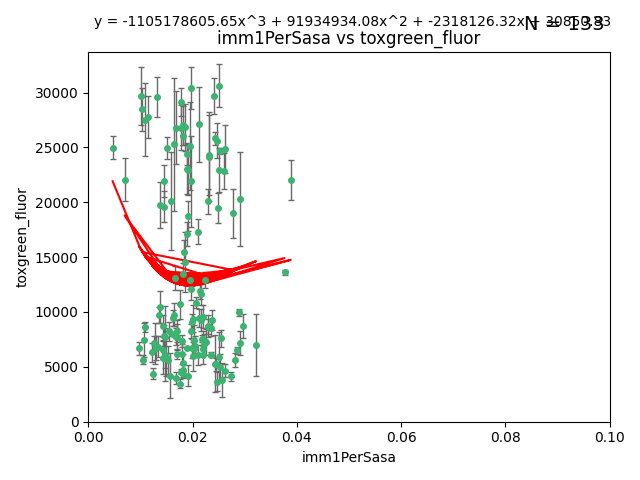 y = -1105178605.65x^3 + 91934934.08x^2 + -2318126.32x
N = 133
imm1PerSasa vs toxgreen_fluor
30000
25000
20000
15000
10000
5000
0
toxgreen_fluor
0.00 0.02 0.04 0.06 0.08 0.10
imm1PerSasa